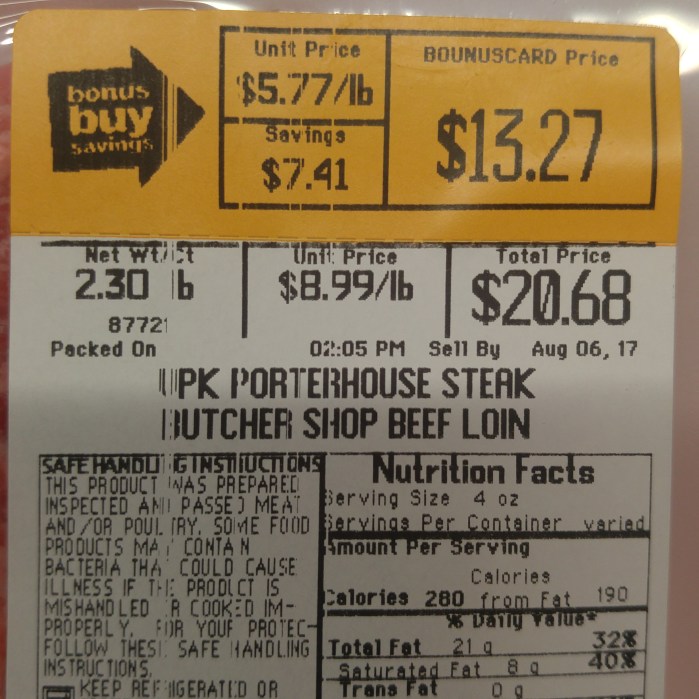 bonus
buy
savings
Unit Price
$5.77/lb
Savings
$7.41
BOUNUSCARD Price
$13.27
Net Wt/Ct
2.30 lb
Unit Price
$8.99/lb
Total Price
$20.68
87721
Packed On 02:05 PM Sell By Aug 06, 17
PK PORTERHOUSE STEAK
BUTCHER SHOP BEEF LOIN
SAFE HANDLING INSTRUCTIONS
THIS PRODUCT WAS PREPARED
INSPECTED AND PASSED MEAT
AND/OR POULTRY. SOME FOOD
PRODUCTS MAY CONTAIN
BACTERIA THAT COULD CAUSE
ILLNESS IF THE PRODUCT IS
MISHANDLED OR COOKED IM-
PROPERLY. FOR YOUR PROTEC-
FOLLOW THESE SAFE HANDLING
INSTRUCTIONS.
KEEP REFRIGERATED OR
Nutrition Facts
Serving Size 4 oz
Servings Per Container varied
Amount Per Serving
Calories
Calories 280 from Fat 190
% Daily Value*
Total Fat 21 g 32%
Saturated Fat 8 g 40%
Trans Fat 0 g